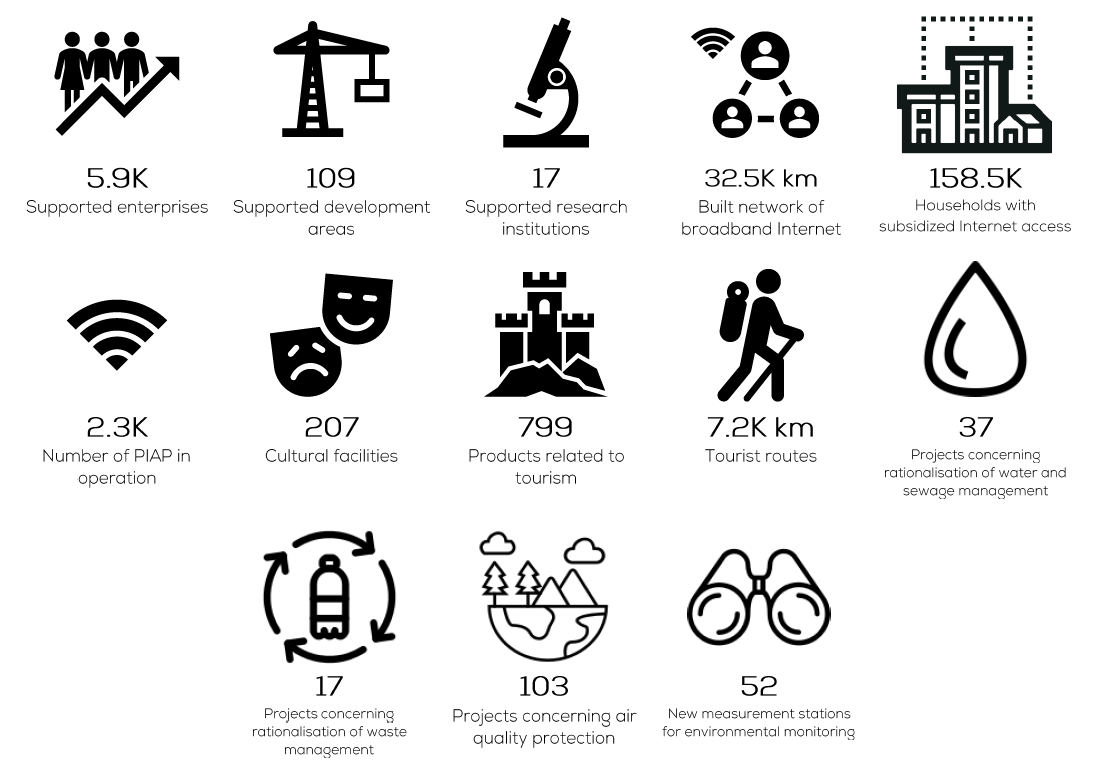 5.9K
Supported enterprises
109
Supported development
areas
17
Supported research
institutions
32.5K km
Built network of
broadband Internet
158.5K
Households with
subsidized Internet access
2.3K
Number of PIAP in
operation
207
Cultural facilities
799
Products related to
tourism
7.2K km
Tourist routes
37
Projects concerning
rationalisation of water and
sewage management
17
Projects concerning
rationalisation of waste
management
103
Projects concerning air
quality protection
52
New measurement stations
for environmental monitoring